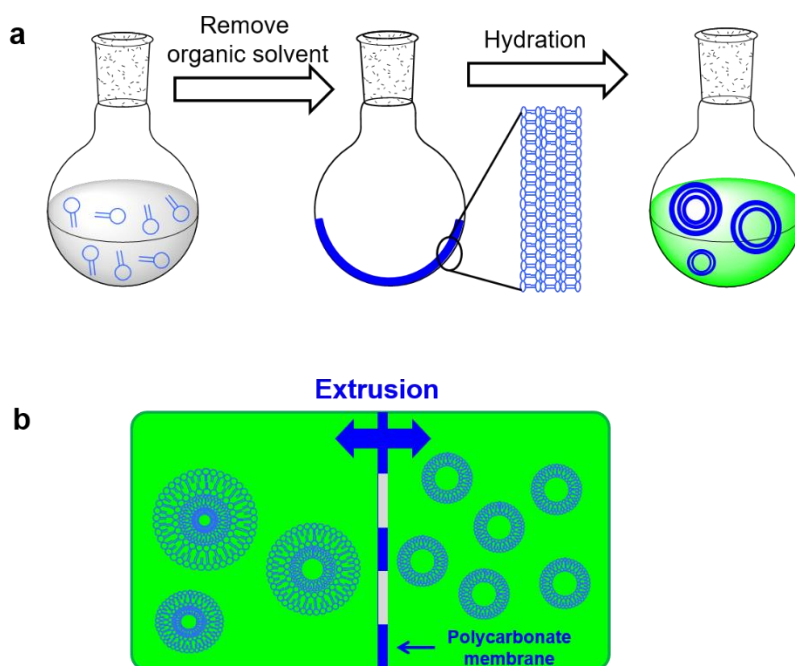 a
Remove
organic solvent
Hydration
b
Extrusion
Polycarbonate
membrane